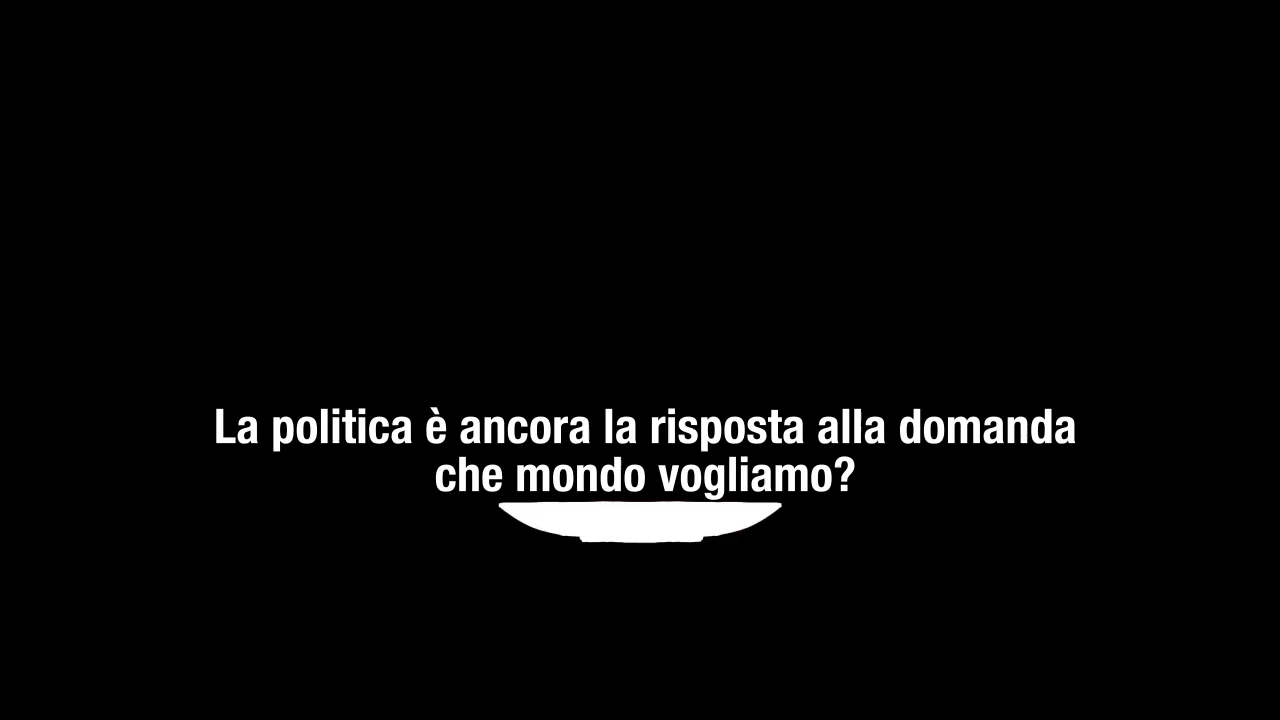 La politica è ancora la risposta alla domanda
che mondo vogliamo?